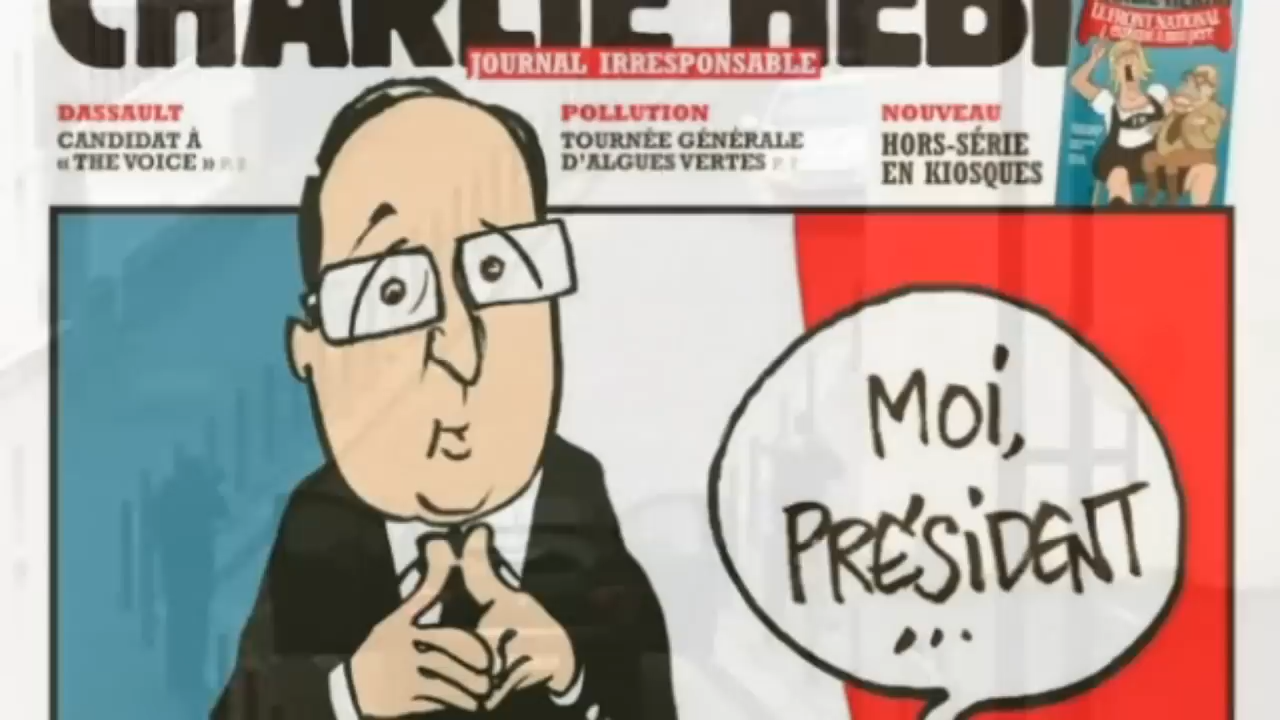 CHARLIE HEBD
JOURNAL IRRESPONSABLE
DASSAULT
CANDIDAT À
« THE VOICE »
POLLUTION
TOURNÉE GÉNÉRALE
D'ALGUES VERTES
NOUVEAU
HORS-SÉRIE
EN KIOSQUES
LE FRONT NATIONAL
MOI,
PRÉSIDENT
...